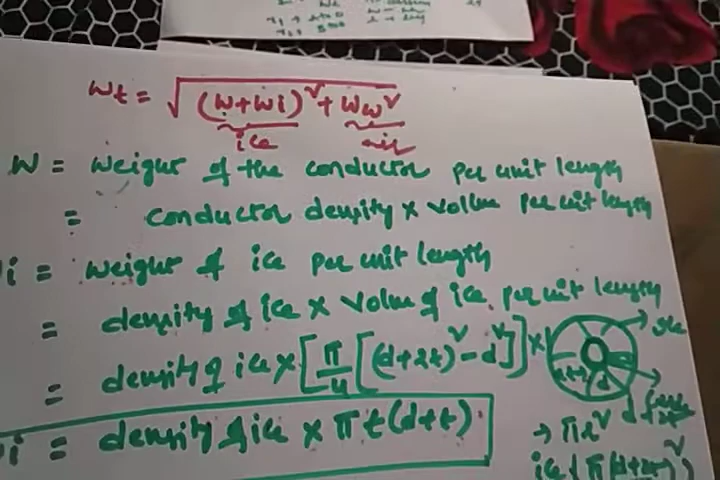 wt = √(w+wi)² + ww²
ice air
W = weight of the conductor per unit length
= conductor density × volume per unit length
i = weight of ice per unit length
= density of ice × volume of ice per unit length
= density of ice × [π/4 [(d+2t)² - d²]] × 1
i = density of ice × π t (d+t)
→ πr²